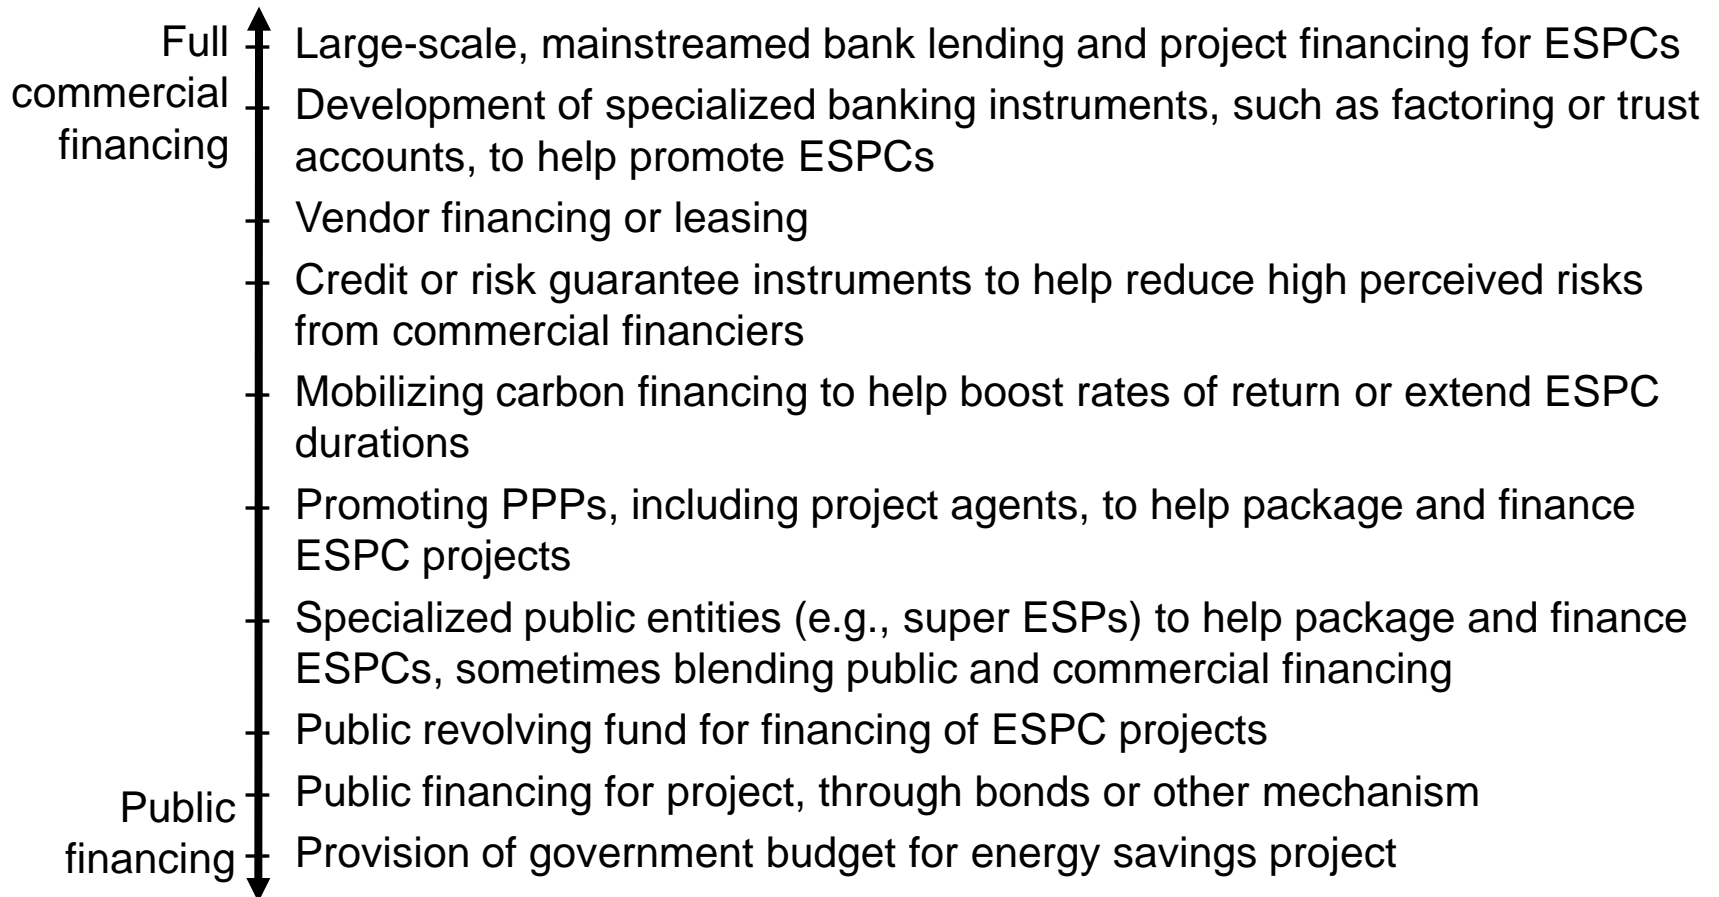 Full
commercial
financing
Large-scale, mainstreamed bank lending and project financing for ESPCs
Development of specialized banking instruments, such as factoring or trust
accounts, to help promote ESPCs
Vendor financing or leasing
Credit or risk guarantee instruments to help reduce high perceived risks
from commercial financiers
Mobilizing carbon financing to help boost rates of return or extend ESPC
durations
Promoting PPPs, including project agents, to help package and finance
ESPC projects
Specialized public entities (e.g., super ESPs) to help package and finance
ESPCs, sometimes blending public and commercial financing
Public revolving fund for financing of ESPC projects
Public financing for project, through bonds or other mechanism
Provision of government budget for energy savings project
Public
financing